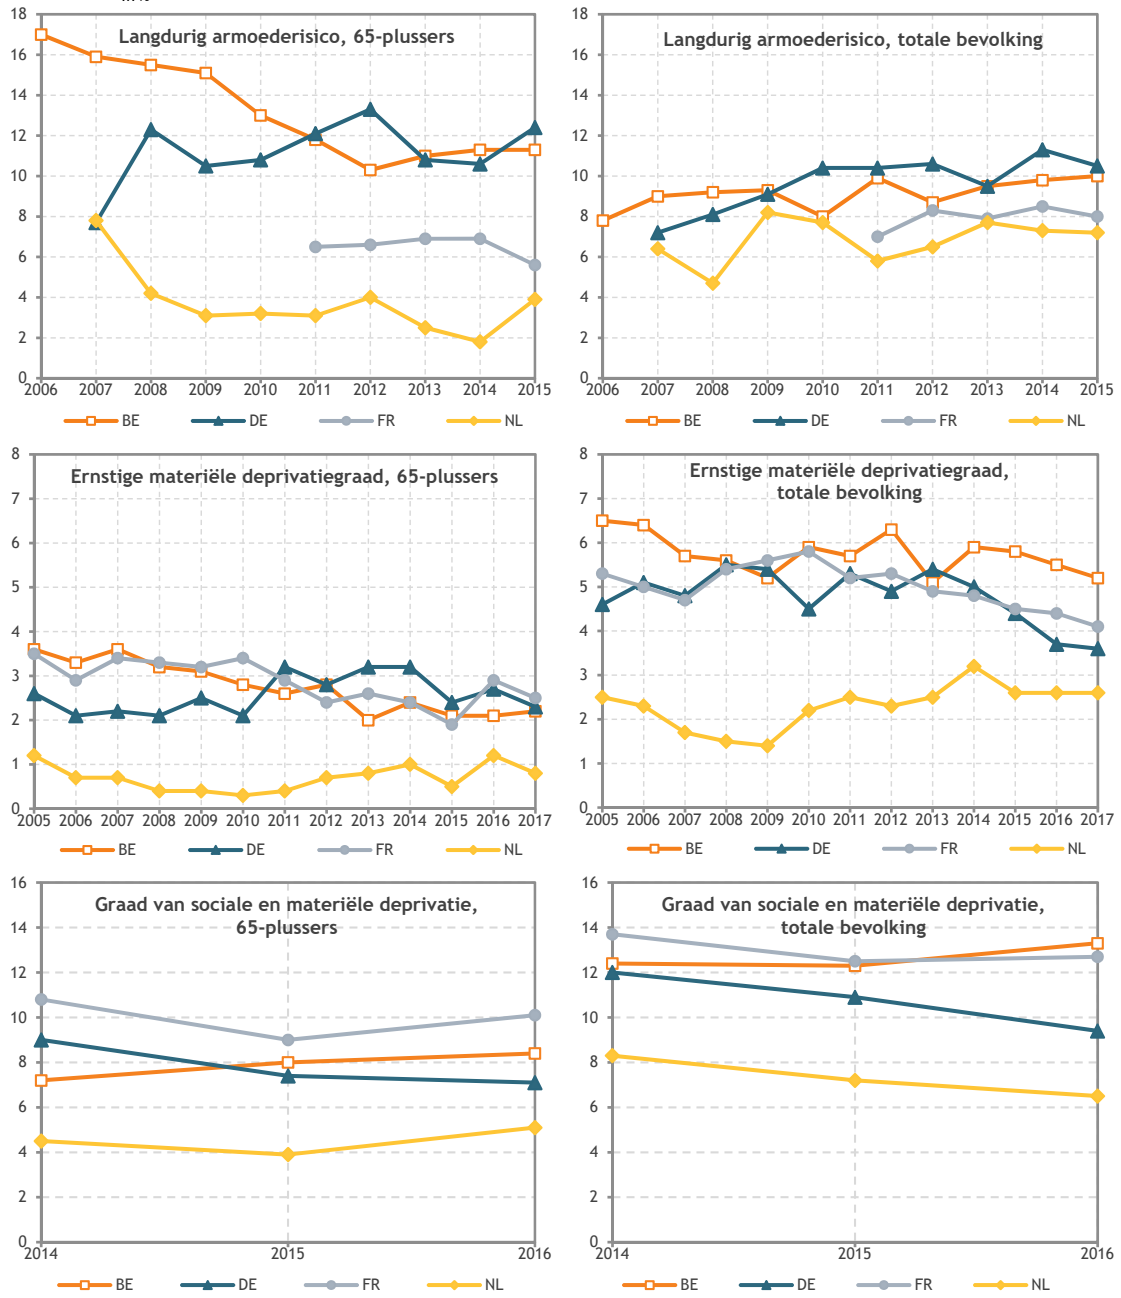 Langdurig armoederisico, 65-plussers
18
16
14
12
10
8
6
4
2
0
2006 2007 2008 2009 2010 2011 2012 2013 2014 2015
BE DE FR NL
Langdurig armoederisico, totale bevolking
18
16
14
12
10
8
6
4
2
0
2006 2007 2008 2009 2010 2011 2012 2013 2014 2015
BE DE FR NL
Ernstige materiële deprivatiegraad, 65-plussers
8
7
6
5
4
3
2
1
0
2005 2006 2007 2008 2009 2010 2011 2012 2013 2014 2015 2016 2017
BE DE FR NL
Ernstige materiële deprivatiegraad,
totale bevolking
8
7
6
5
4
3
2
1
0
2005 2006 2007 2008 2009 2010 2011 2012 2013 2014 2015 2016 2017
BE DE FR NL
Graad van sociale en materiële deprivatie,
65-plussers
16
14
12
10
8
6
4
2
0
2014 2015 2016
BE DE FR NL
Graad van sociale en materiële deprivatie,
totale bevolking
16
14
12
10
8
6
4
2
0
2014 2015 2016
BE DE FR NL